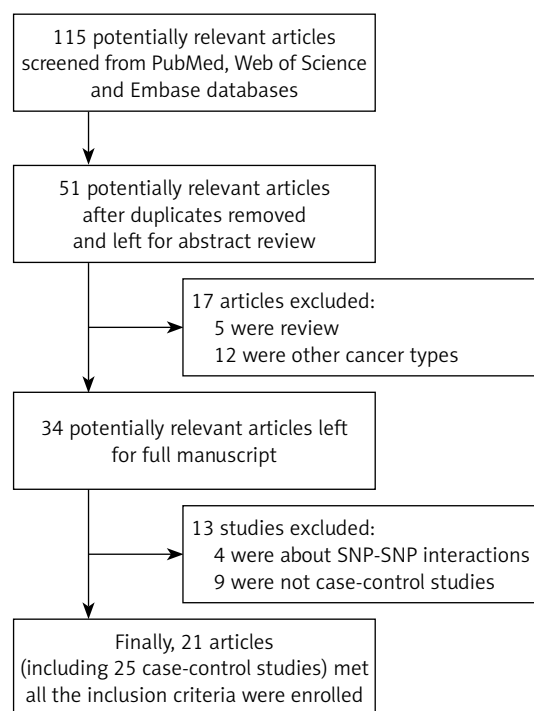 115 potentially relevant articles
screened from PubMed, Web of Science
and Embase databases
51 potentially relevant articles
after duplicates removed
and left for abstract review
17 articles excluded:
5 were review
12 were other cancer types
34 potentially relevant articles left
for full manuscript
13 studies excluded:
4 were about SNP-SNP interactions
9 were not case-control studies
Finally, 21 articles
(including 25 case-control studies) met
all the inclusion criteria were enrolled